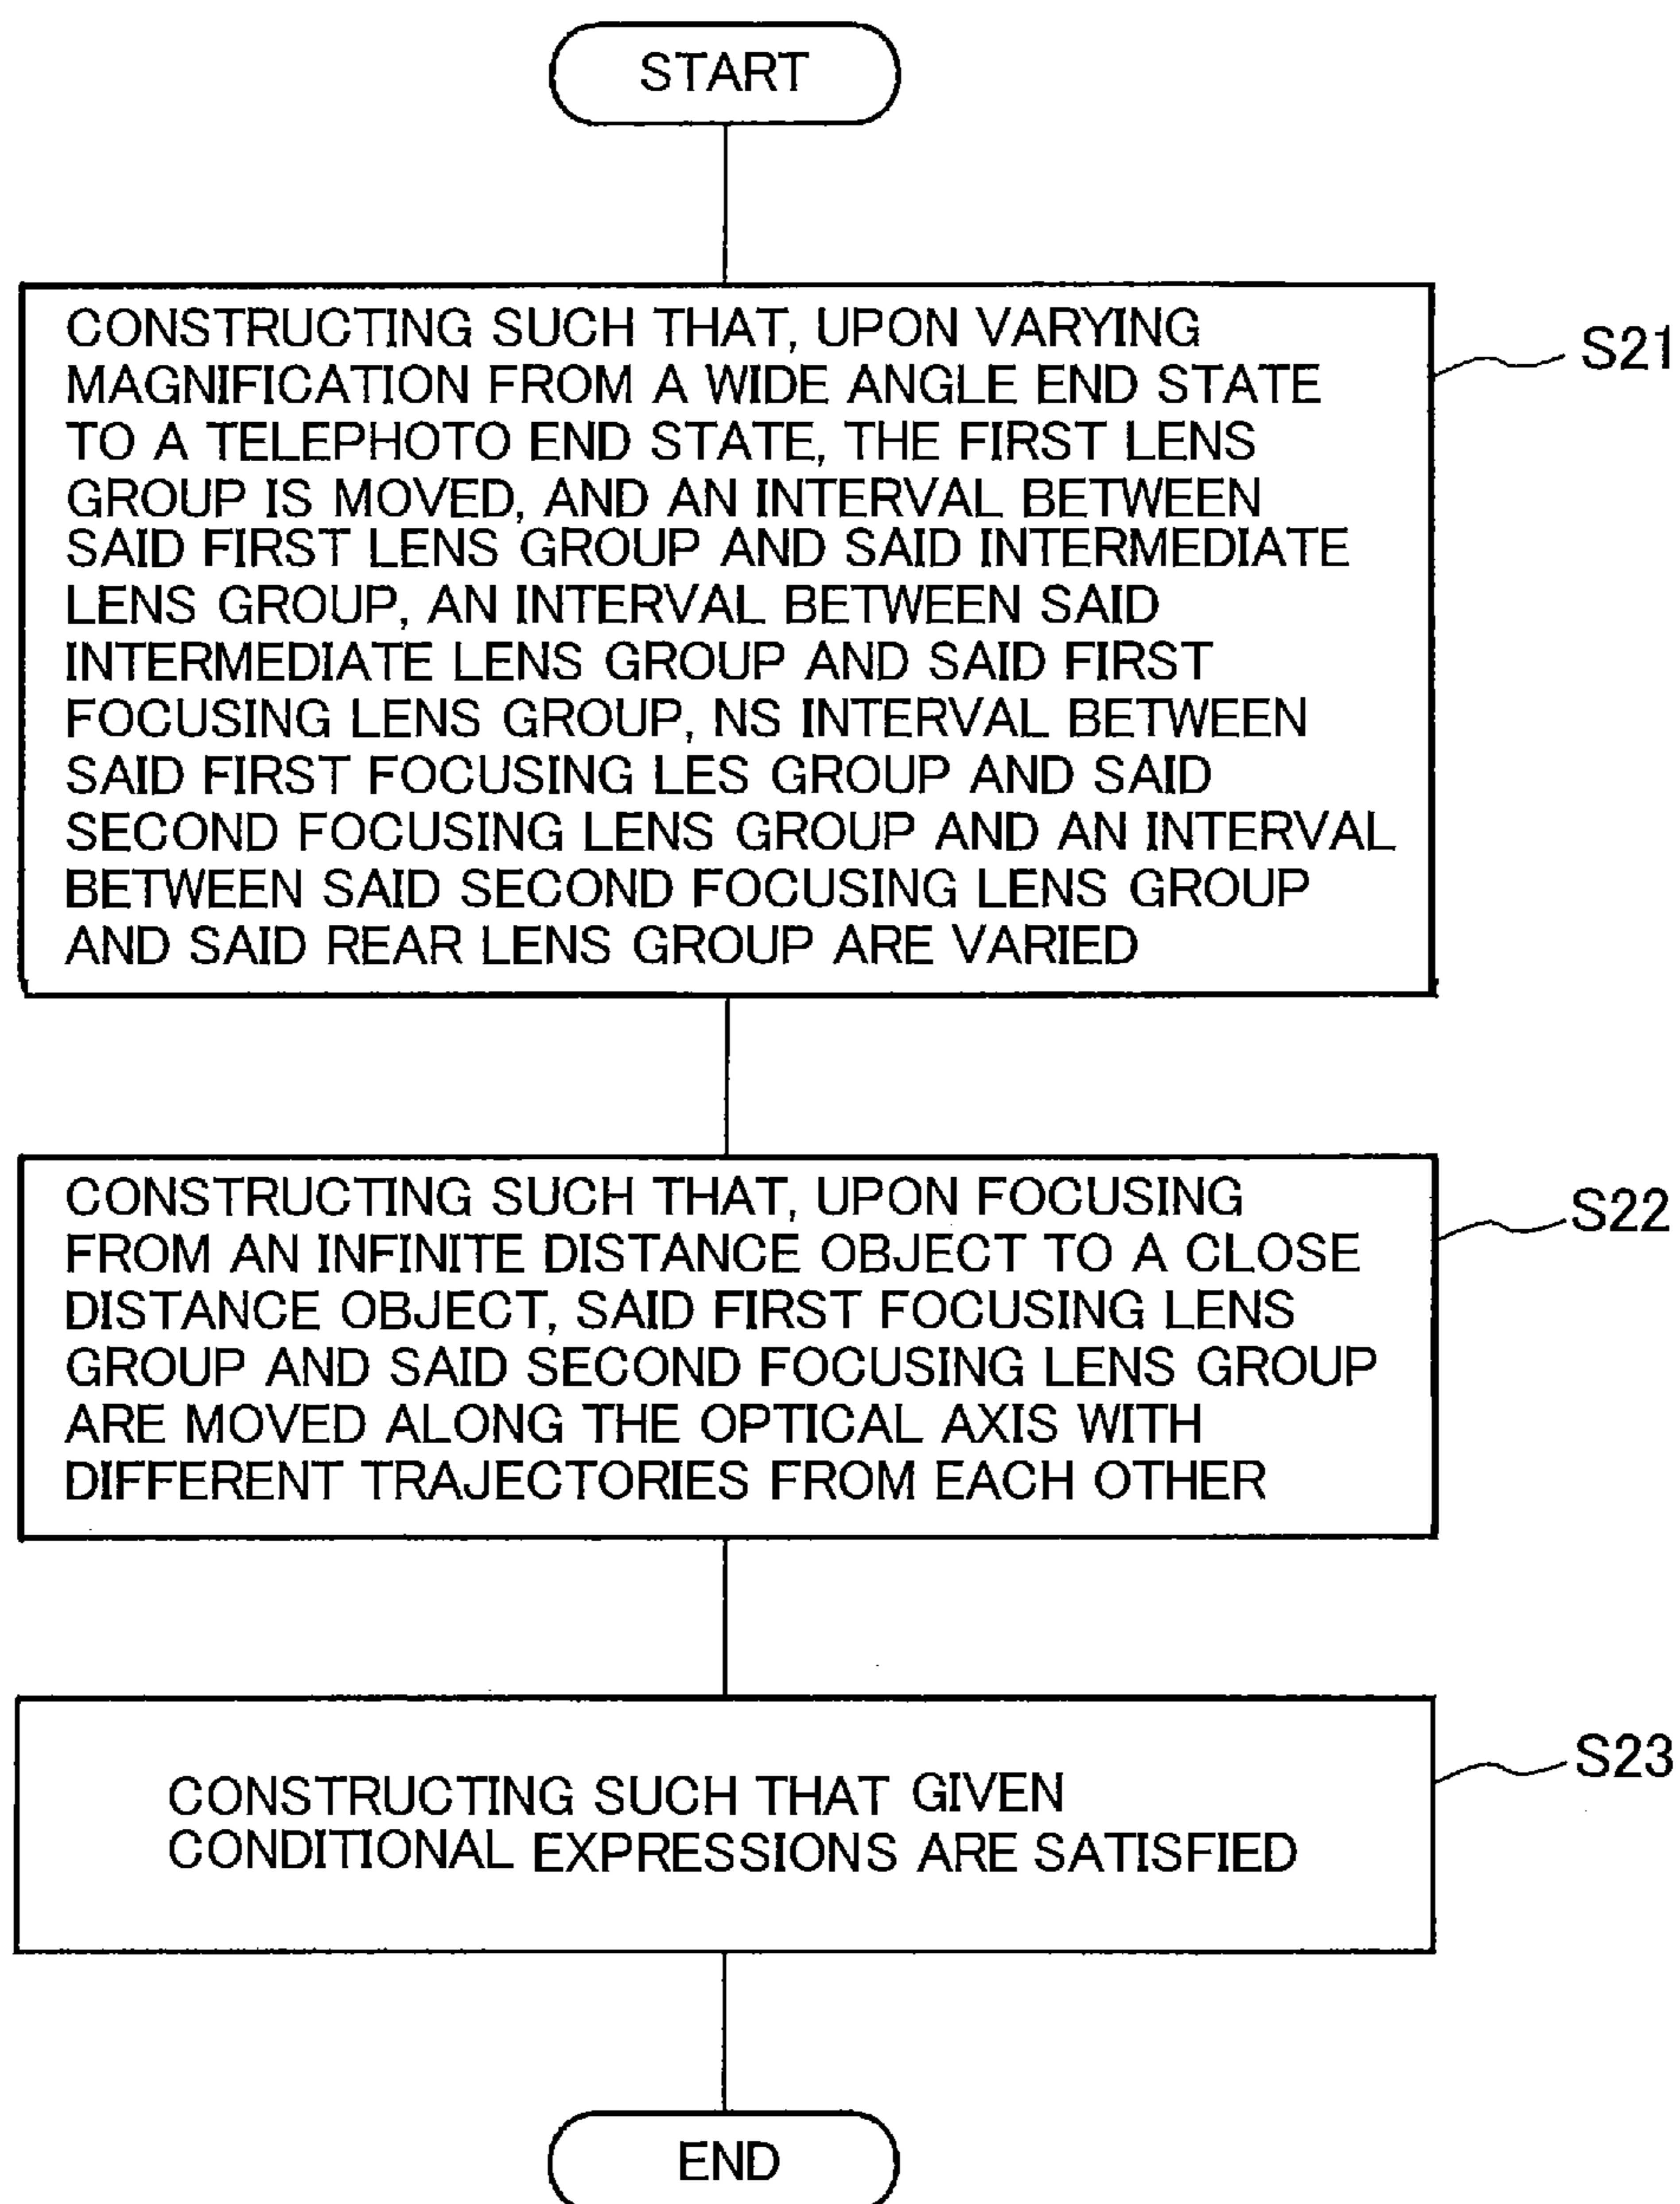 START
CONSTRUCTING SUCH THAT, UPON VARYING
MAGNIFICATION FROM A WIDE ANGLE END STATE
TO A TELEPHOTO END STATE, THE FIRST LENS
GROUP IS MOVED, AND AN INTERVAL BETWEEN
SAID FIRST LENS GROUP AND SAID INTERMEDIATE
LENS GROUP, AN INTERVAL BETWEEN SAID
INTERMEDIATE LENS GROUP AND SAID FIRST
FOCUSING LENS GROUP, NS INTERVAL BETWEEN
SAID FIRST FOCUSING LES GROUP AND SAID
SECOND FOCUSING LENS GROUP AND AN INTERVAL
BETWEEN SAID SECOND FOCUSING LENS GROUP
AND SAID REAR LENS GROUP ARE VARIED
S21
CONSTRUCTING SUCH THAT, UPON FOCUSING
FROM AN INFINITE DISTANCE OBJECT TO A CLOSE
DISTANCE OBJECT, SAID FIRST FOCUSING LENS
GROUP AND SAID SECOND FOCUSING LENS GROUP
ARE MOVED ALONG THE OPTICAL AXIS WITH
DIFFERENT TRAJECTORIES FROM EACH OTHER
S22
CONSTRUCTING SUCH THAT GIVEN
CONDITIONAL EXPRESSIONS ARE SATISFIED
S23
END